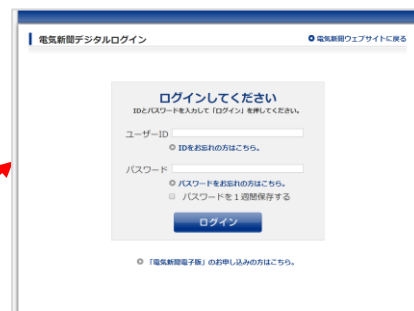 電気新聞デジタルログイン
電気新聞ウェブサイトに戻る
ログインしてください
IDとパスワードを入力して「ログイン」を押してください。
ユーザーID
IDをお忘れの方はこちら。
パスワード
パスワードをお忘れの方はこちら。
パスワードを1週間保存する
ログイン
「電気新聞電子版」のお申し込みの方はこちら。